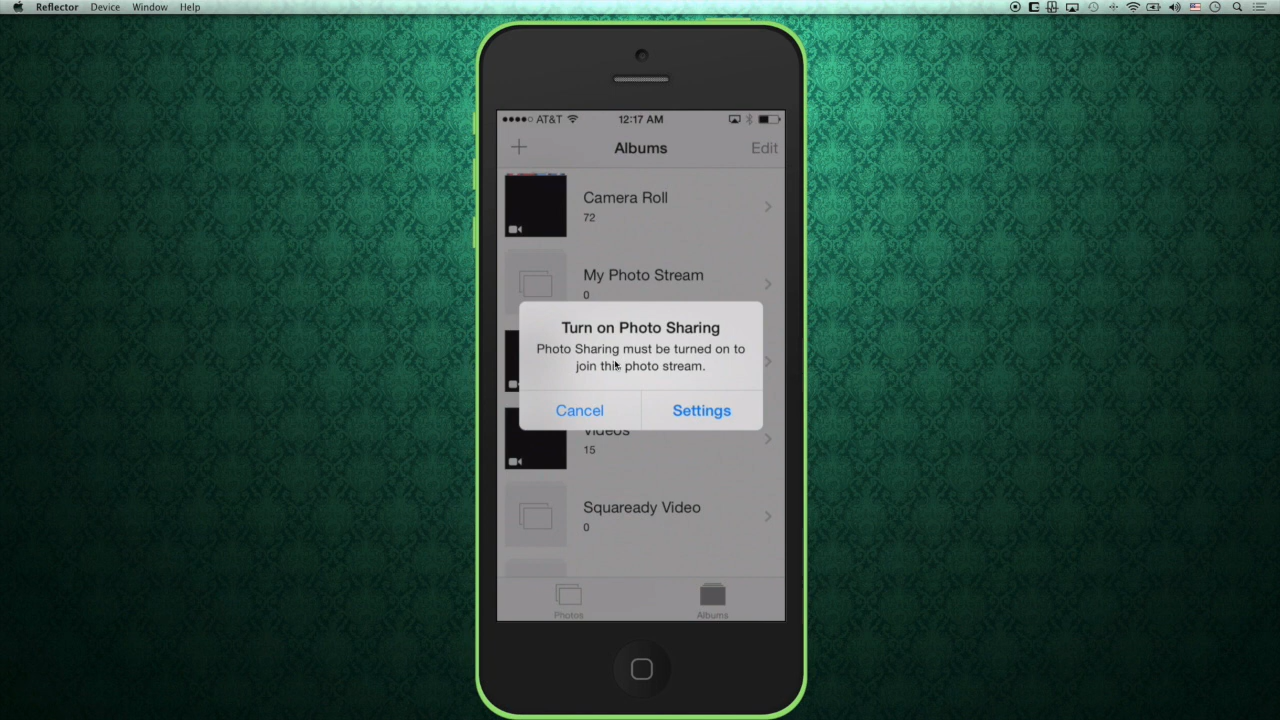 Reflector Device Window Help
AT&T 12:17 AM
Albums Edit
Camera Roll
72
My Photo Stream
0
Turn on Photo Sharing
Photo Sharing must be turned on to
join this photo stream.
Cancel Settings
Videos
15
Squaready Video
0
Photos Albums